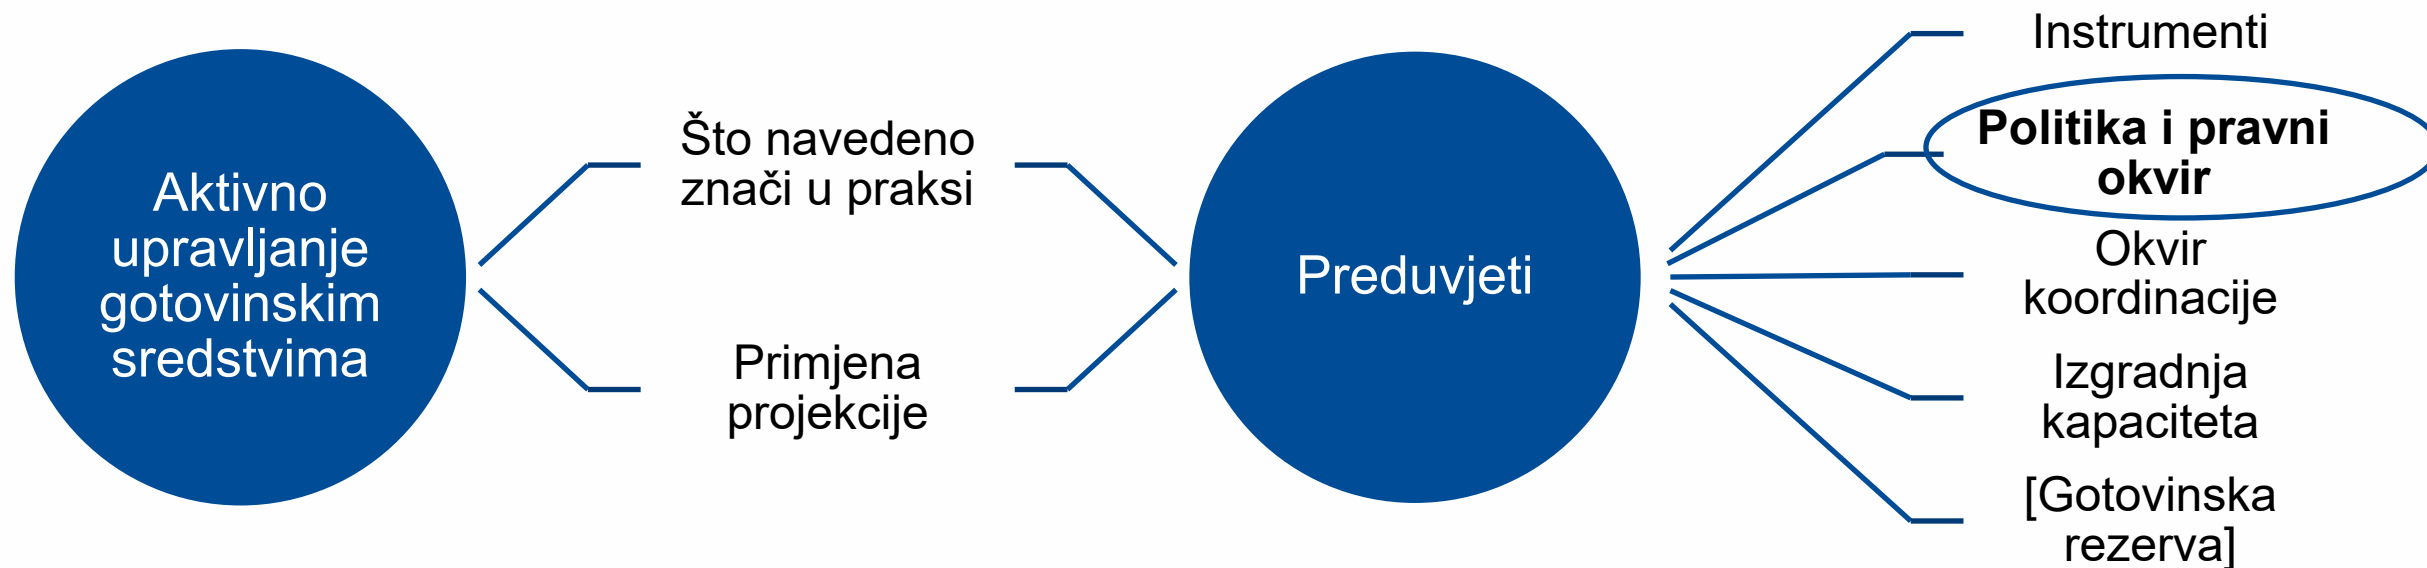 Aktivno
upravljanje
gotovinskim
sredstvima
Što navedeno
znači u praksi
Primjena
projekcije
Preduvjeti
Instrumenti
Politika i pravni
okvir
Okvir
koordinacije
Izgradnja
kapaciteta
[Gotovinska
rezerva]